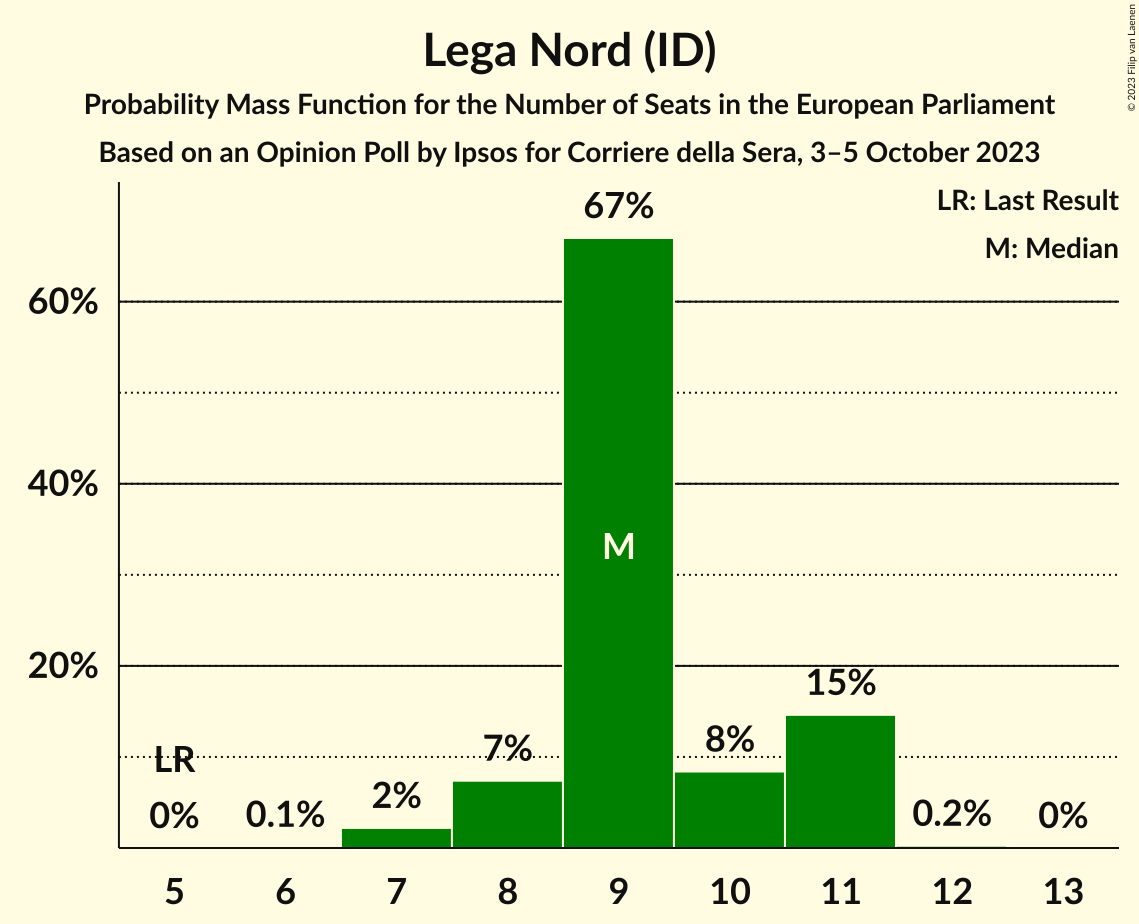 © 2023 Filip van Laenen
Lega Nord (ID)
Probability Mass Function for the Number of Seats in the European Parliament
Based on an Opinion Poll by Ipsos for Corriere della Sera, 3–5 October 2023
LR: Last Result
M: Median
67%
60%
40%
20%
M
15%
8%
7%
LR
2%
0%
0.1%
0.2%
0%
5 6 7 8 9 10 11 12 13